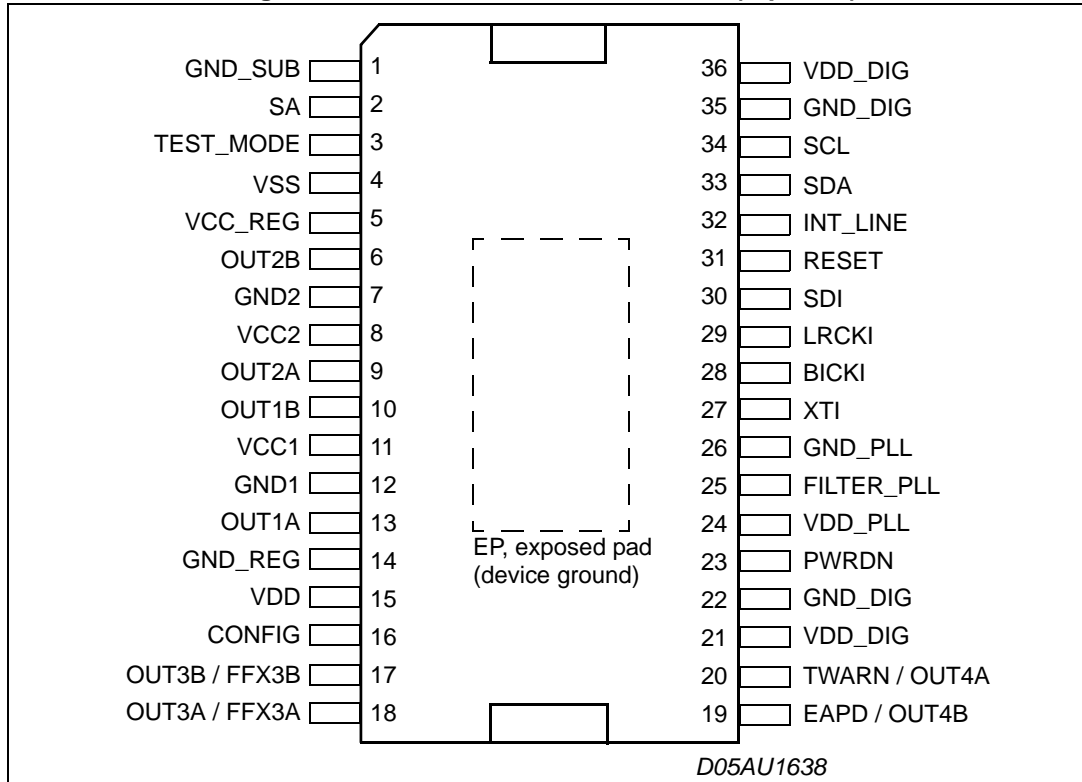 GND_SUB 1 36 VDD_DIG
SA 2 35 GND_DIG
TEST_MODE 3 34 SCL
VSS 4 33 SDA
VCC_REG 5 32 INT_LINE
OUT2B 6 31 RESET
GND2 7 30 SDI
VCC2 8 29 LRCKI
OUT2A 9 28 BICKI
OUT1B 10 27 XTI
VCC1 11 26 GND_PLL
GND1 12 25 FILTER_PLL
OUT1A 13 24 VDD_PLL
EP, exposed pad
(device ground)
GND_REG 14 23 PWRDN
VDD 15 22 GND_DIG
CONFIG 16 21 VDD_DIG
OUT3B / FFX3B 17 20 TWARN / OUT4A
OUT3A / FFX3A 18 19 EAPD / OUT4B
D05AU1638